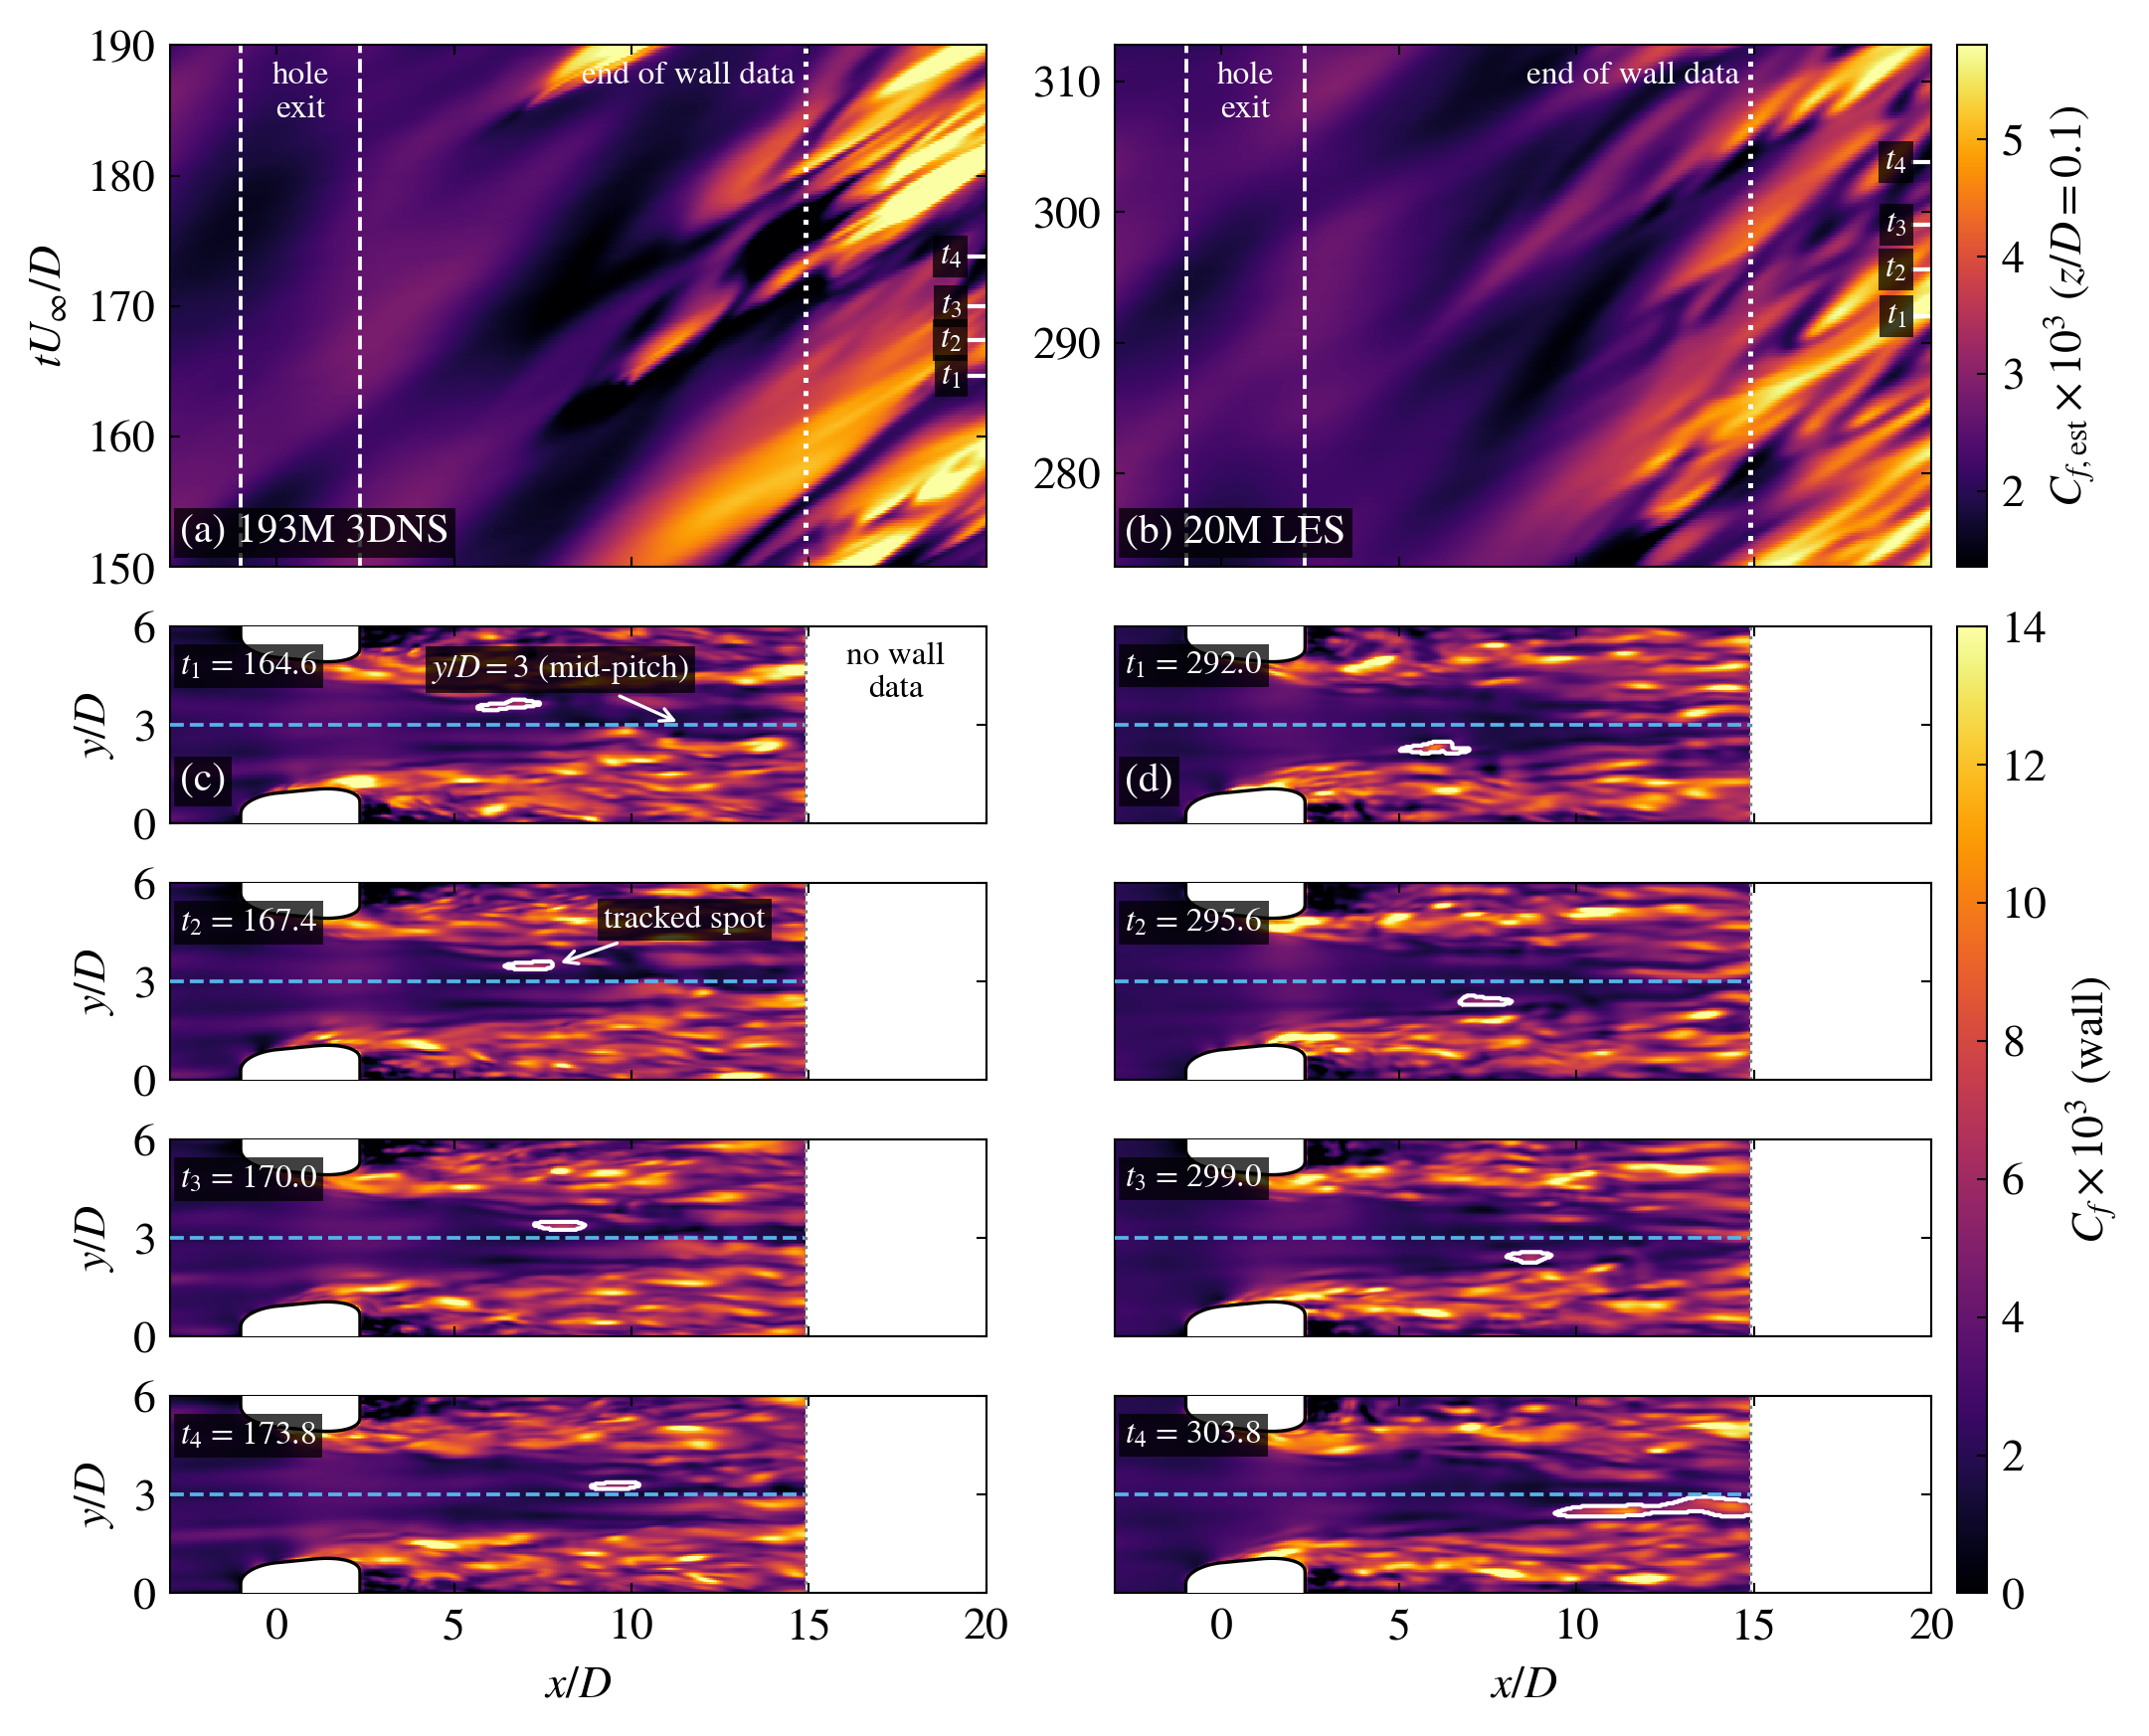 190
180
170
160
150
tU∞/D
hole
exit
end of wall data
t4
t3
t2
t1
(a) 193M 3DNS
310
300
290
280
hole
exit
end of wall data
t4
t3
t2
t1
(b) 20M LES
5
4
3
2
Cf, est × 10³ (z/D = 0.1)
6
3
0
y/D
t1 = 164.6
y/D = 3 (mid-pitch)
no wall
data
(c)
t1 = 292.0
(d)
6
3
0
y/D
t2 = 167.4
tracked spot
t2 = 295.6
6
3
0
y/D
t3 = 170.0
t3 = 299.0
6
3
0
y/D
t4 = 173.8
t4 = 303.8
0 5 10 15 20
x/D
0 5 10 15 20
x/D
14
12
10
8
6
4
2
0
Cf × 10³ (wall)